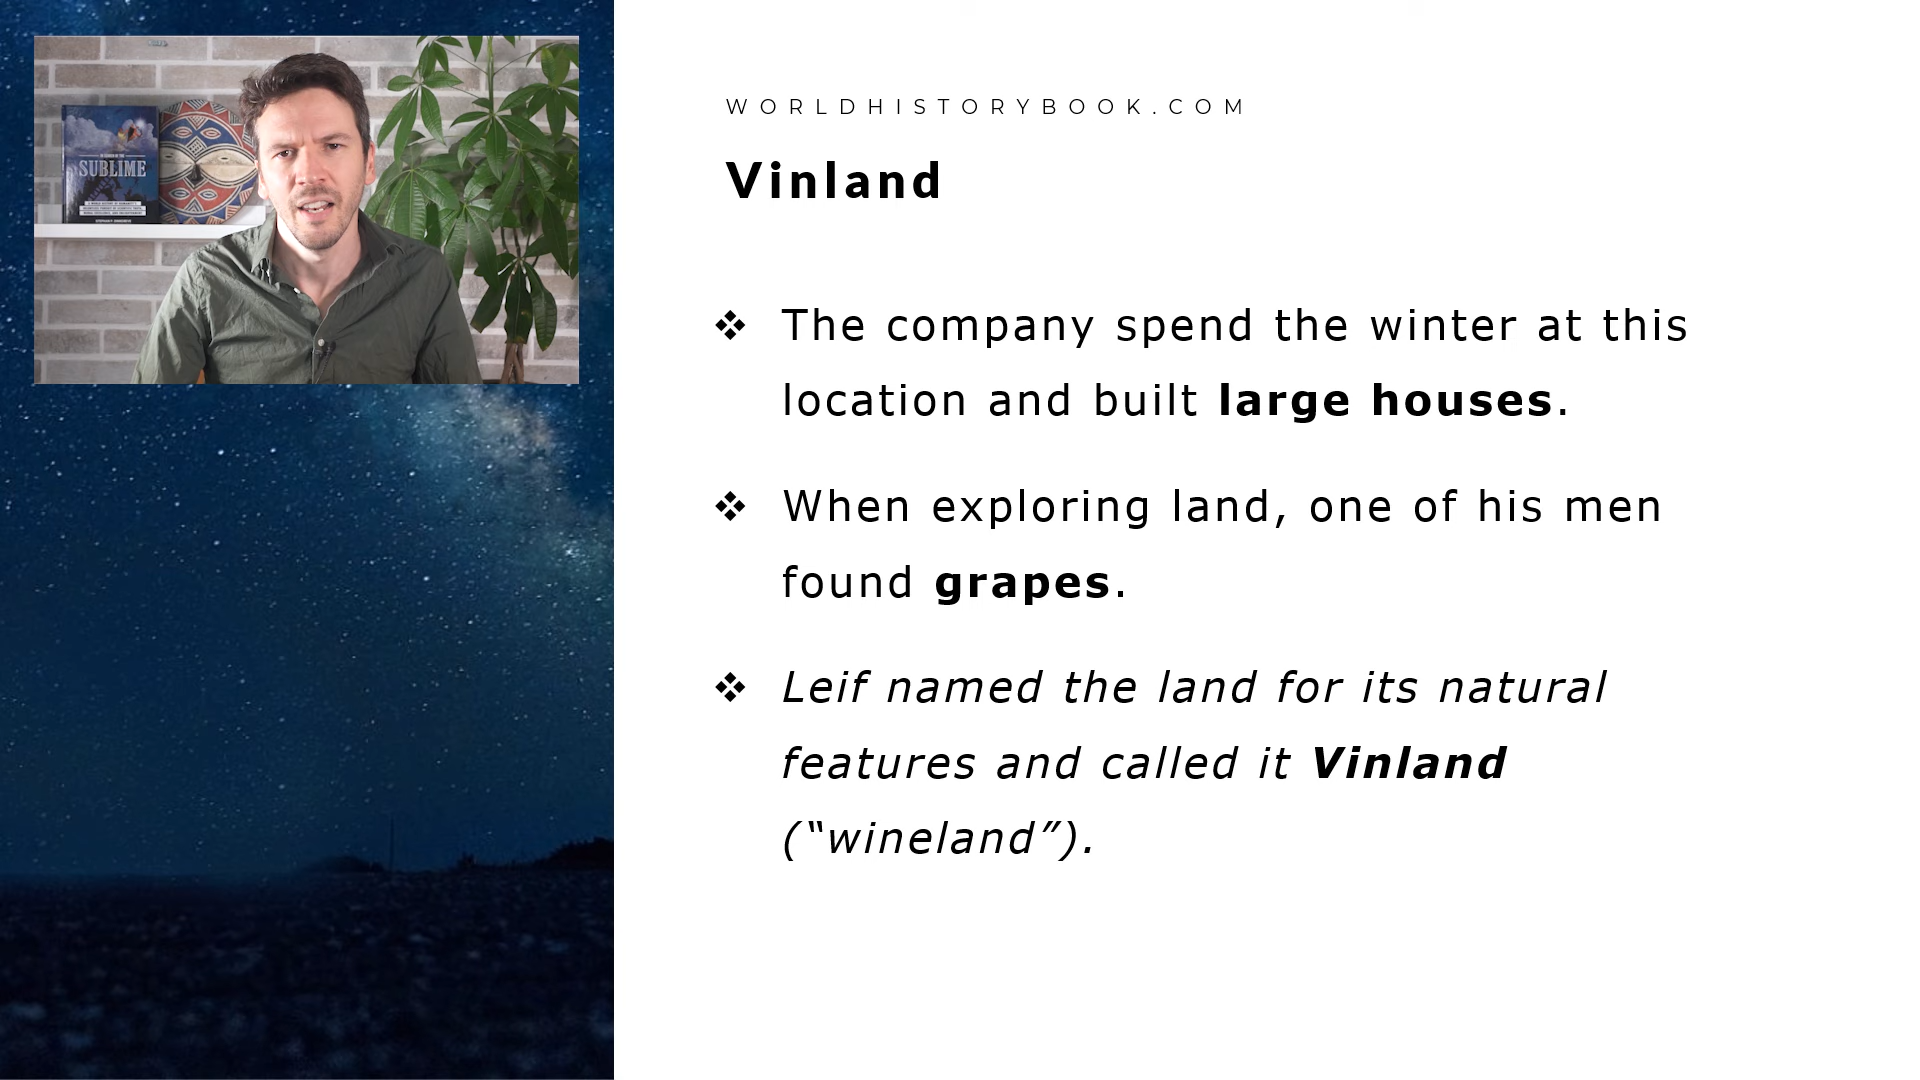 WORLDHISTORYBOOK.COM
Vinland
❖ The company spend the winter at this
location and built large houses.
❖ When exploring land, one of his men
found grapes.
❖ Leif named the land for its natural
features and called it Vinland
(“wineland”).
SUBLIME